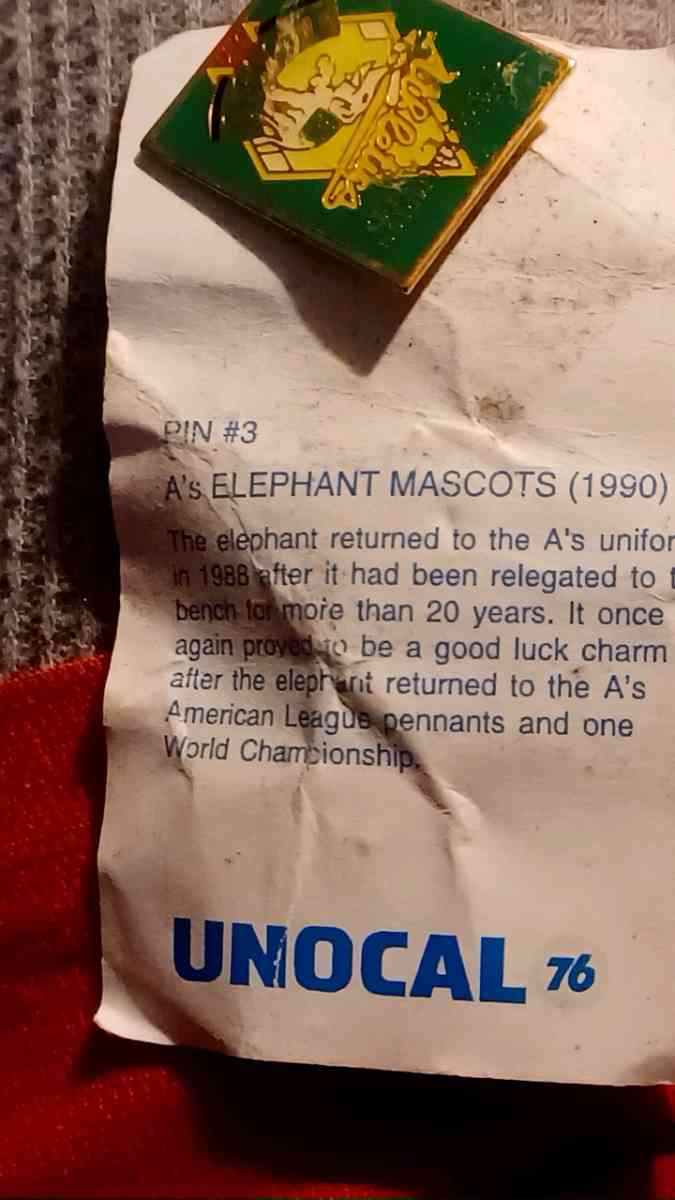 PIN #3
A's ELEPHANT MASCOTS (1990)
The elephant returned to the A's unifor
in 1988 after it had been relegated to t
bench for more than 20 years. It once
again proved to be a good luck charm
after the elephant returned to the A's
American League pennants and one
World Championship.
UNOCAL 76